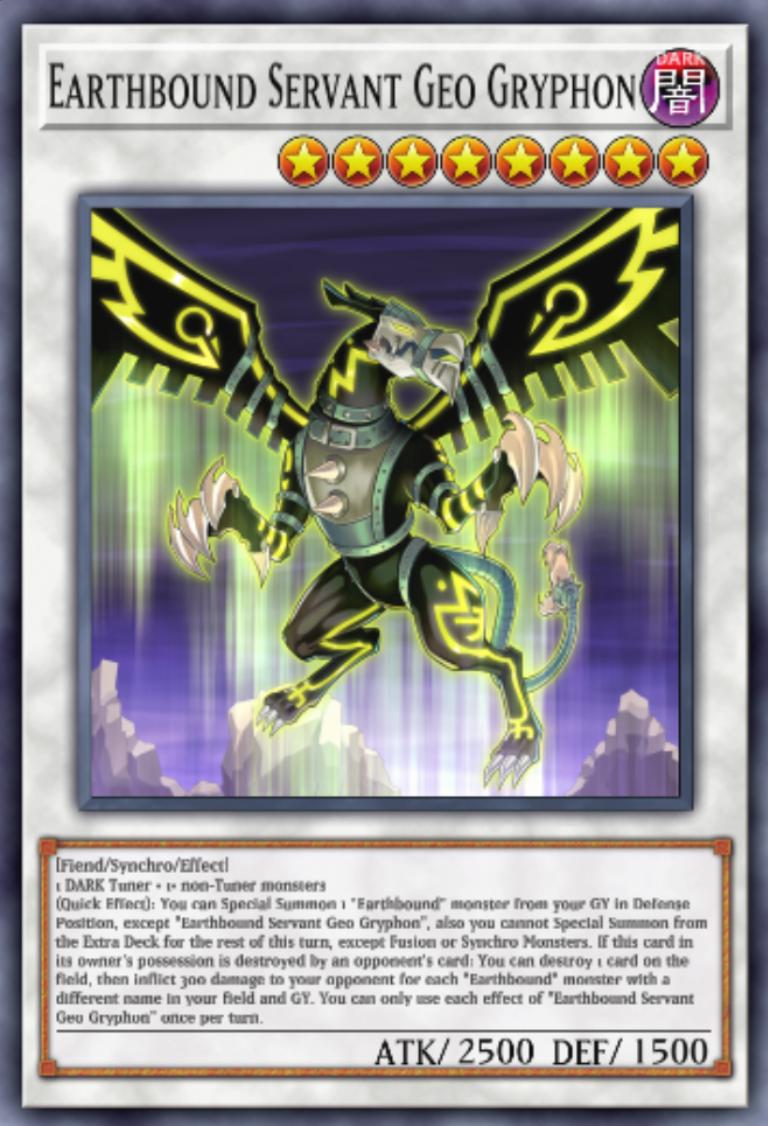 EARTHBOUND SERVANT GEO GRYPHON
DARK
闇
[Fiend/Synchro/Effect]
1 DARK Tuner + 1+ non-Tuner monsters
(Quick Effect): You can Special Summon 1 "Earthbound" monster from your GY in Defense
Position, except "Earthbound Servant Geo Gryphon", also you cannot Special Summon from
the Extra Deck for the rest of this turn, except Fusion or Synchro Monsters. If this card in
its owner's possession is destroyed by an opponent's card: You can destroy 1 card on the
field, then inflict 300 damage to your opponent for each "Earthbound" monster with a
different name in your field and GY. You can only use each effect of "Earthbound Servant
Geo Gryphon" once per turn.
ATK/ 2500 DEF/ 1500